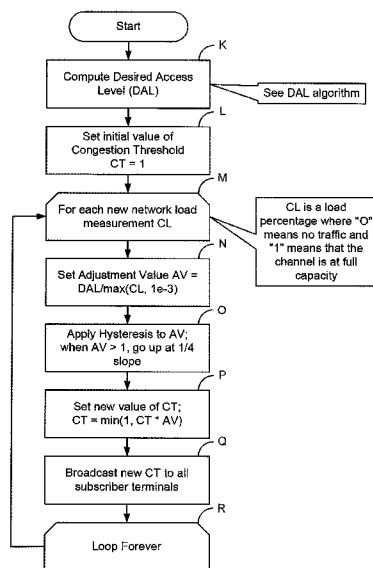 Start
K
Compute Desired Access
Level (DAL)
See DAL algorithm
L
Set initial value of
Congestion Threshold
CT = 1
M
For each new network load
measurement CL
CL is a load
percentage where "O"
means no traffic and
"1" means that the
channel is at full
capacity
N
Set Adjustment Value AV =
DAL/max(CL, 1e-3)
O
Apply Hysteresis to AV;
when AV > 1, go up at 1/4
slope
P
Set new value of CT;
CT = min(1, CT * AV)
Q
Broadcast new CT to all
subscriber terminals
R
Loop Forever